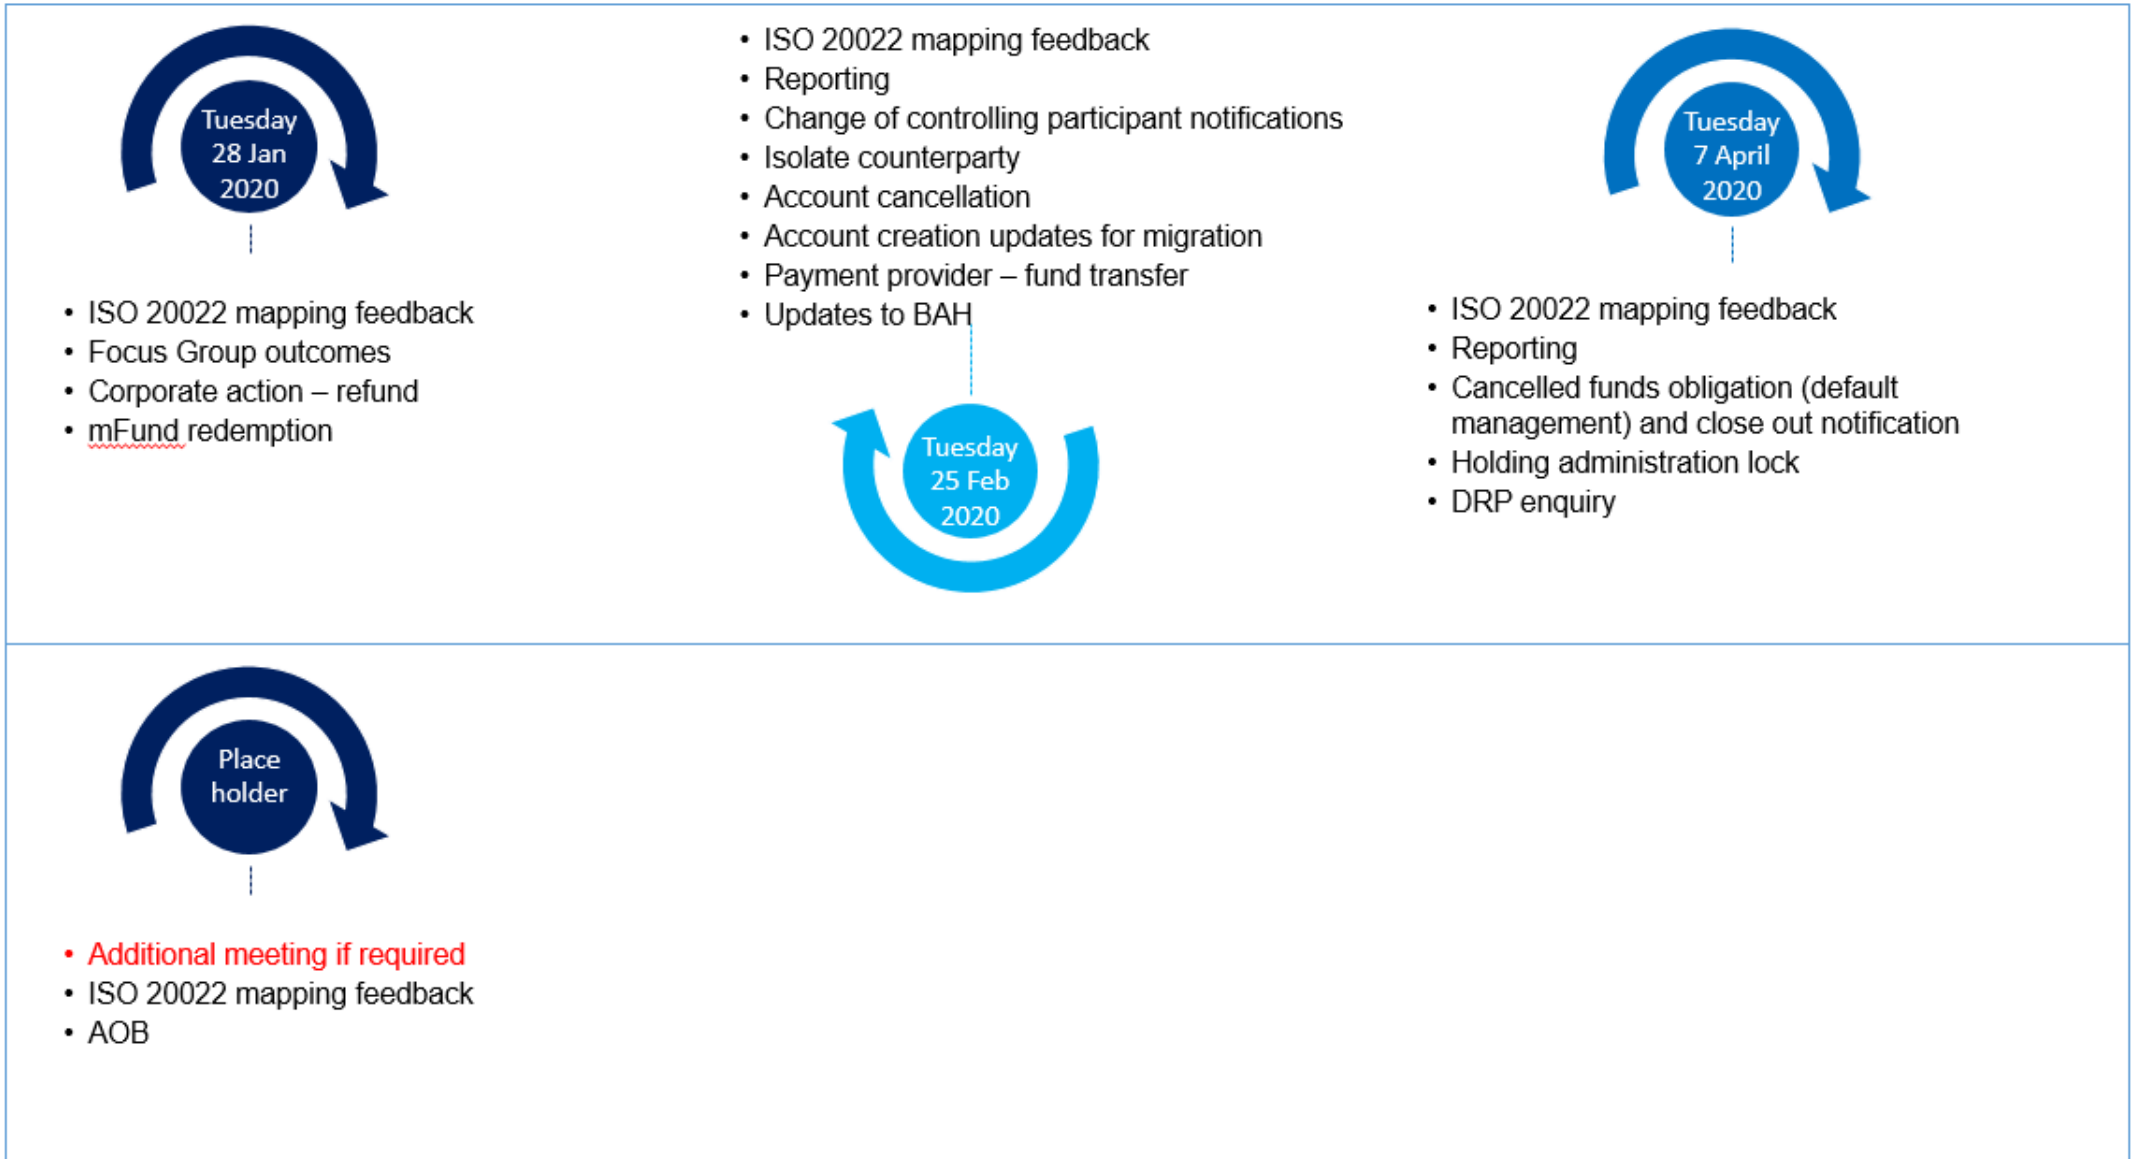 Tuesday
28 Jan
2020
• ISO 20022 mapping feedback
• Focus Group outcomes
• Corporate action – refund
• mFund redemption
• ISO 20022 mapping feedback
• Reporting
• Change of controlling participant notifications
• Isolate counterparty
• Account cancellation
• Account creation updates for migration
• Payment provider – fund transfer
• Updates to BAH
Tuesday
25 Feb
2020
Tuesday
7 April
2020
• ISO 20022 mapping feedback
• Reporting
• Cancelled funds obligation (default
management) and close out notification
• Holding administration lock
• DRP enquiry
Place
holder
• Additional meeting if required
• ISO 20022 mapping feedback
• AOB